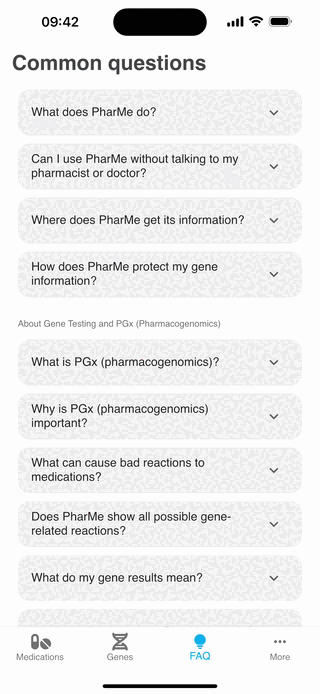 09:42
Common questions
What does PharMe do?
Can I use PharMe without talking to my
pharmacist or doctor?
Where does PharMe get its information?
How does PharMe protect my gene
information?
About Gene Testing and PGx (Pharmacogenomics)
What is PGx (pharmacogenomics)?
Why is PGx (pharmacogenomics)
important?
What can cause bad reactions to
medications?
Does PharMe show all possible gene-
related reactions?
What do my gene results mean?
Medications
Genes
FAQ
More